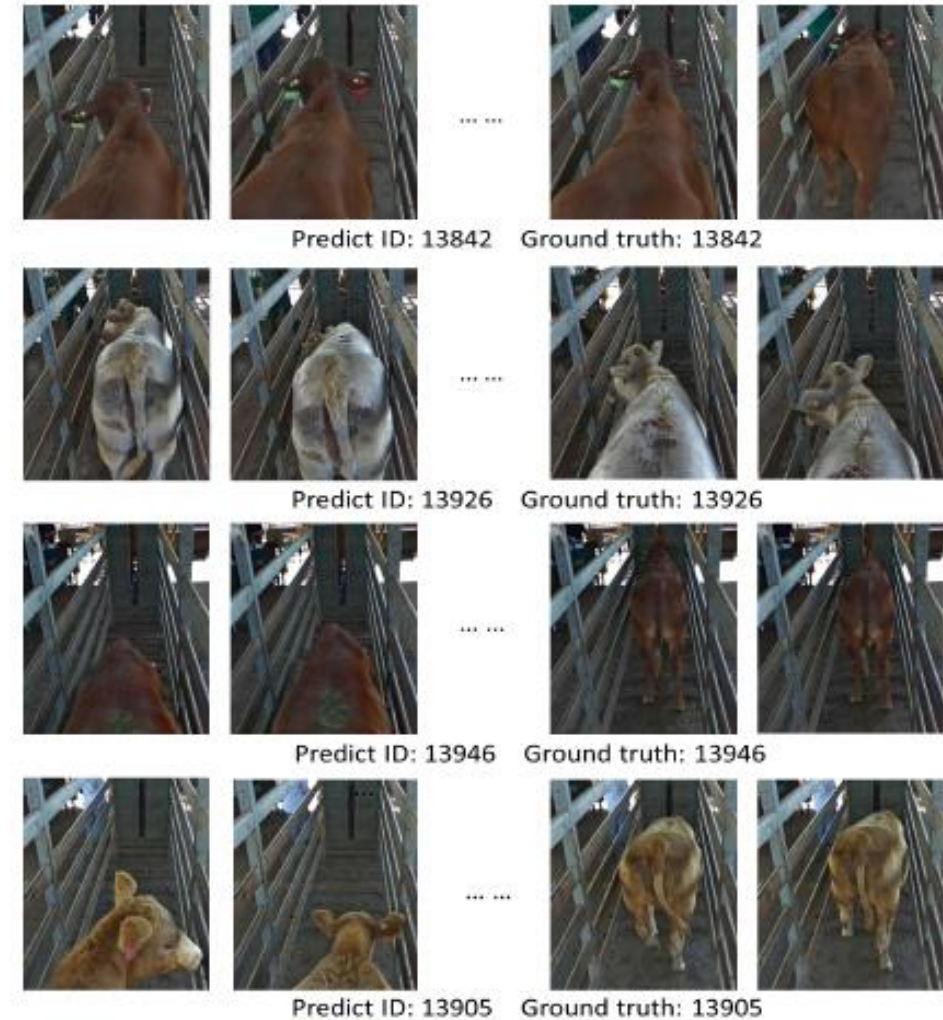 ... ...
Predict ID: 13842 Ground truth: 13842
... ...
Predict ID: 13926 Ground truth: 13926
... ...
Predict ID: 13946 Ground truth: 13946
... ...
Predict ID: 13905 Ground truth: 13905